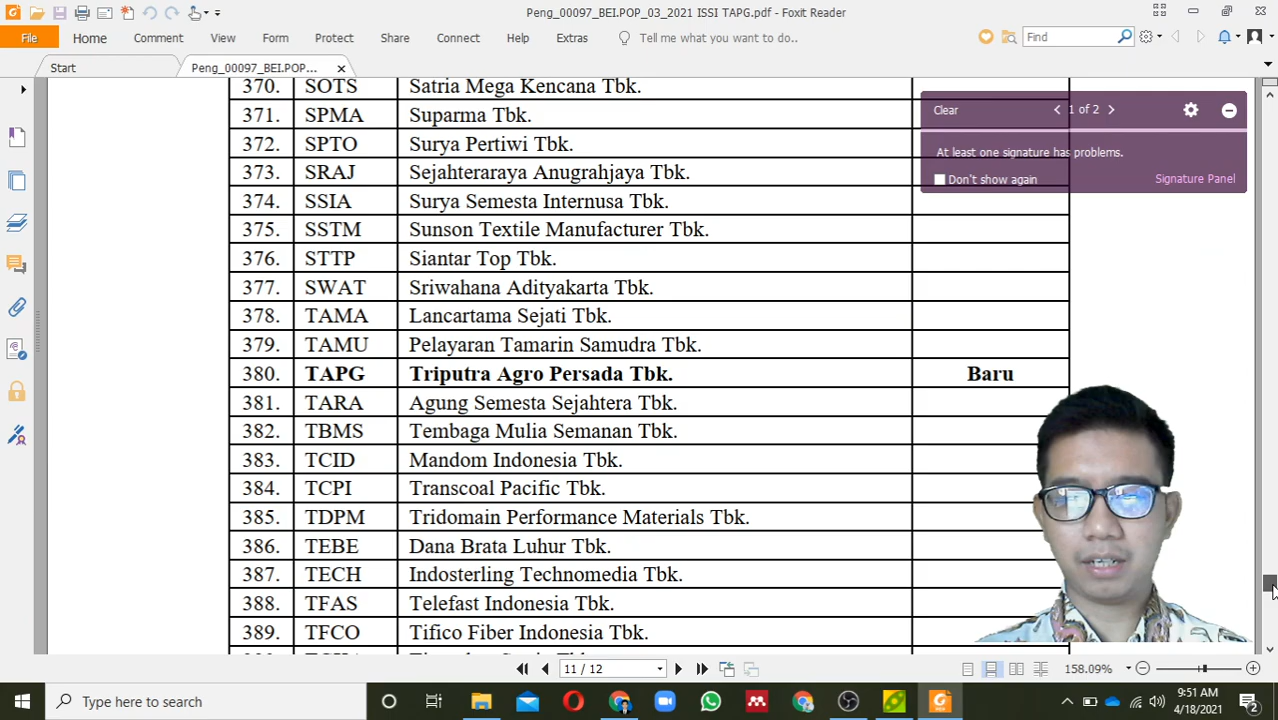 Peng_00097_BEI.POP_03_2021 ISSI TAPG.pdf - Foxit Reader
File Home Comment View Form Protect Share Connect Help Extras Tell me what you want to do.. Find
Start Peng_00097_BEI.POP...
370. SOTS Satria Mega Kencana Tbk.
371. SPMA Suparma Tbk.
372. SPTO Surya Pertiwi Tbk.
373. SRAJ Sejahteraraya Anugrahjaya Tbk.
374. SSIA Surya Semesta Internusa Tbk.
375. SSTM Sunson Textile Manufacturer Tbk.
376. STTP Siantar Top Tbk.
377. SWAT Sriwahana Adityakarta Tbk.
378. TAMA Lancartama Sejati Tbk.
379. TAMU Pelayaran Tamarin Samudra Tbk.
380. TAPG Triputra Agro Persada Tbk. Baru
381. TARA Agung Semesta Sejahtera Tbk.
382. TBMS Tembaga Mulia Semanan Tbk.
383. TCID Mandom Indonesia Tbk.
384. TCPI Transcoal Pacific Tbk.
385. TDPM Tridomain Performance Materials Tbk.
386. TEBE Dana Brata Luhur Tbk.
387. TECH Indosterling Technomedia Tbk.
388. TFAS Telefast Indonesia Tbk.
389. TFCO Tifico Fiber Indonesia Tbk.
Clear 1 of 2
At least one signature has problems.
Don't show again Signature Panel
11 / 12 158.09%
Type here to search
9:51 AM
4/18/2021
2